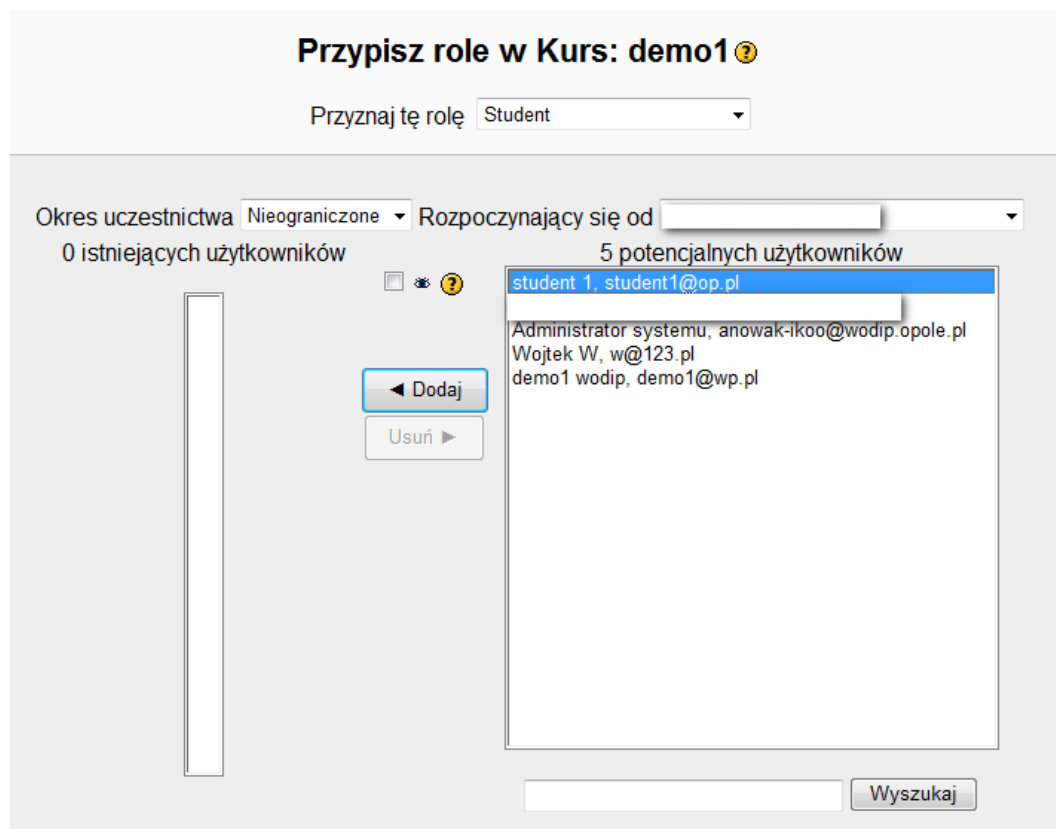 Przypisz role w Kurs: demo1
Przyznaj tę rolę Student
Okres uczestnictwa Nieograniczone Rozpoczynający się od
0 istniejących użytkowników
5 potencjalnych użytkowników
student 1, student1@op.pl
Administrator systemu, anowak-ikoo@wodip.opole.pl
Wojtek W, w@123.pl
demo1 wodip, demo1@wp.pl
◄ Dodaj
Usuń ►
Wyszukaj